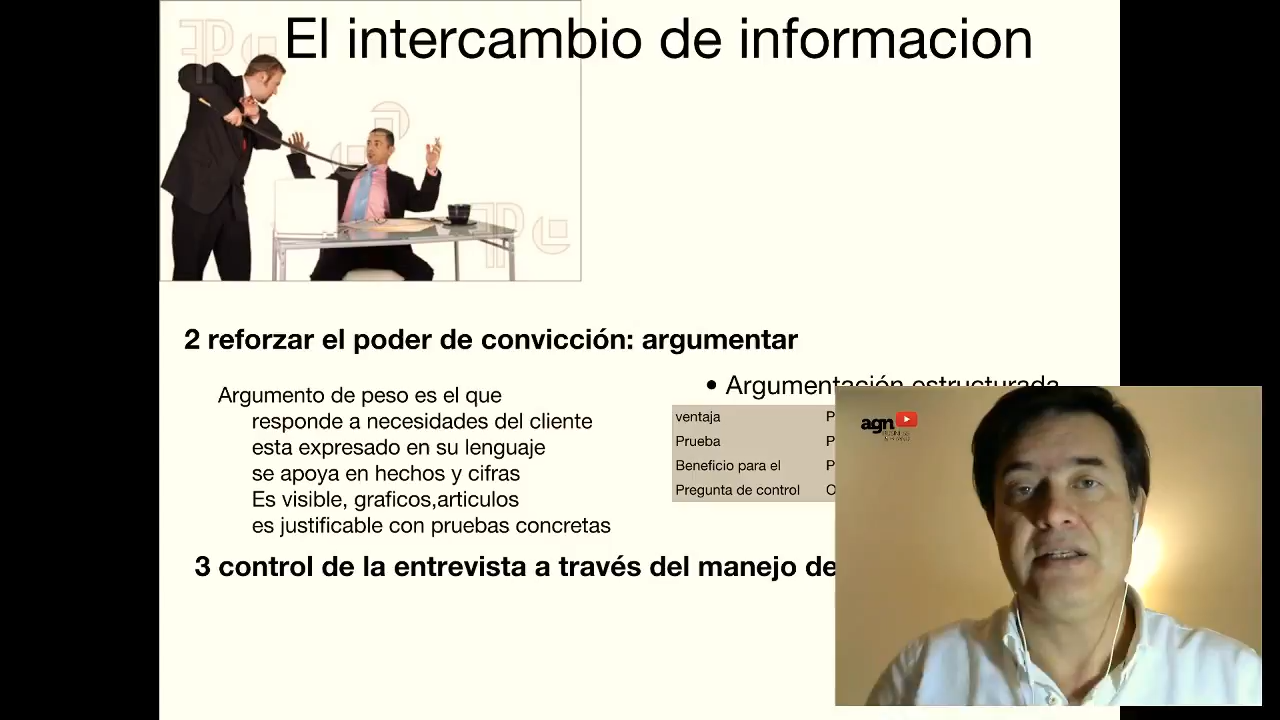 El intercambio de informacion
2 reforzar el poder de convicción: argumentar
Argumento de peso es el que
responde a necesidades del cliente
esta expresado en su lenguaje
se apoya en hechos y cifras
Es visible, graficos,articulos
es justificable con pruebas concretas
• Argumentación estructurada
ventaja P
Prueba P
Beneficio para el P
Pregunta de control
3 control de la entrevista a través del manejo de
agn